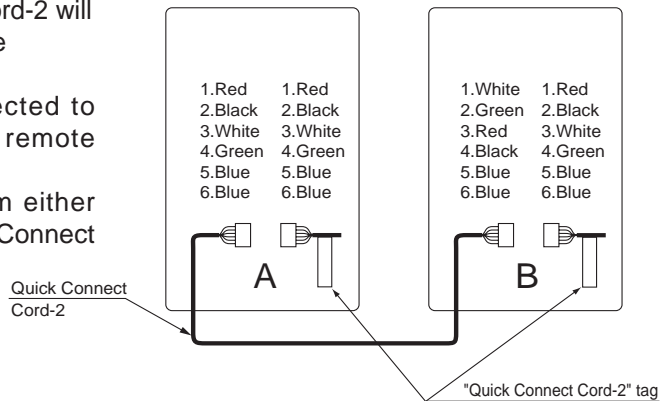 ord-2 will
e
ected to
remote
m either
Connect
1.Red 1.Red
2.Black 2.Black
3.White 3.White
4.Green 4.Green
5.Blue 5.Blue
6.Blue 6.Blue
A
1.White 1.Red
2.Green 2.Black
3.Red 3.White
4.Black 4.Green
5.Blue 5.Blue
6.Blue 6.Blue
B
Quick Connect
Cord-2
"Quick Connect Cord-2" tag